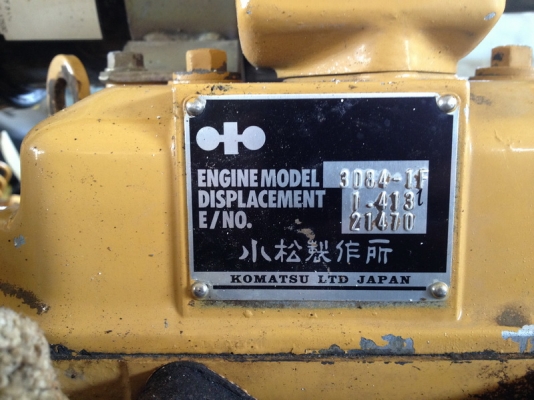 ENGINE MODEL 3D84-1F
DISPLACEMENT 1.413ℓ
E/NO. 21470
小松製作所
KOMATSU LTD JAPAN